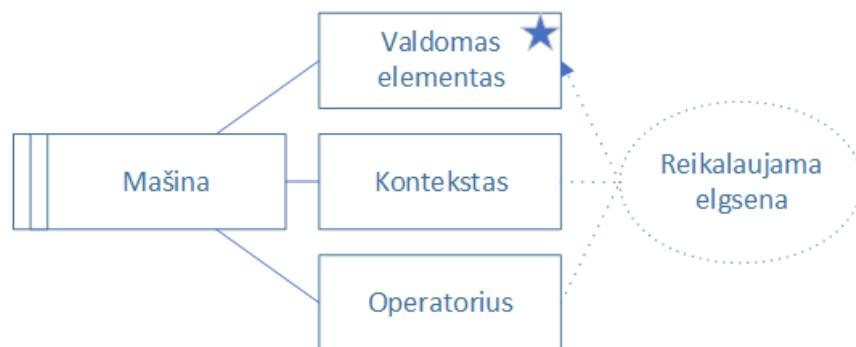 Valdomas
elementas
Mašina
Kontekstas
Reikalaujama
elgsena
Operatorius